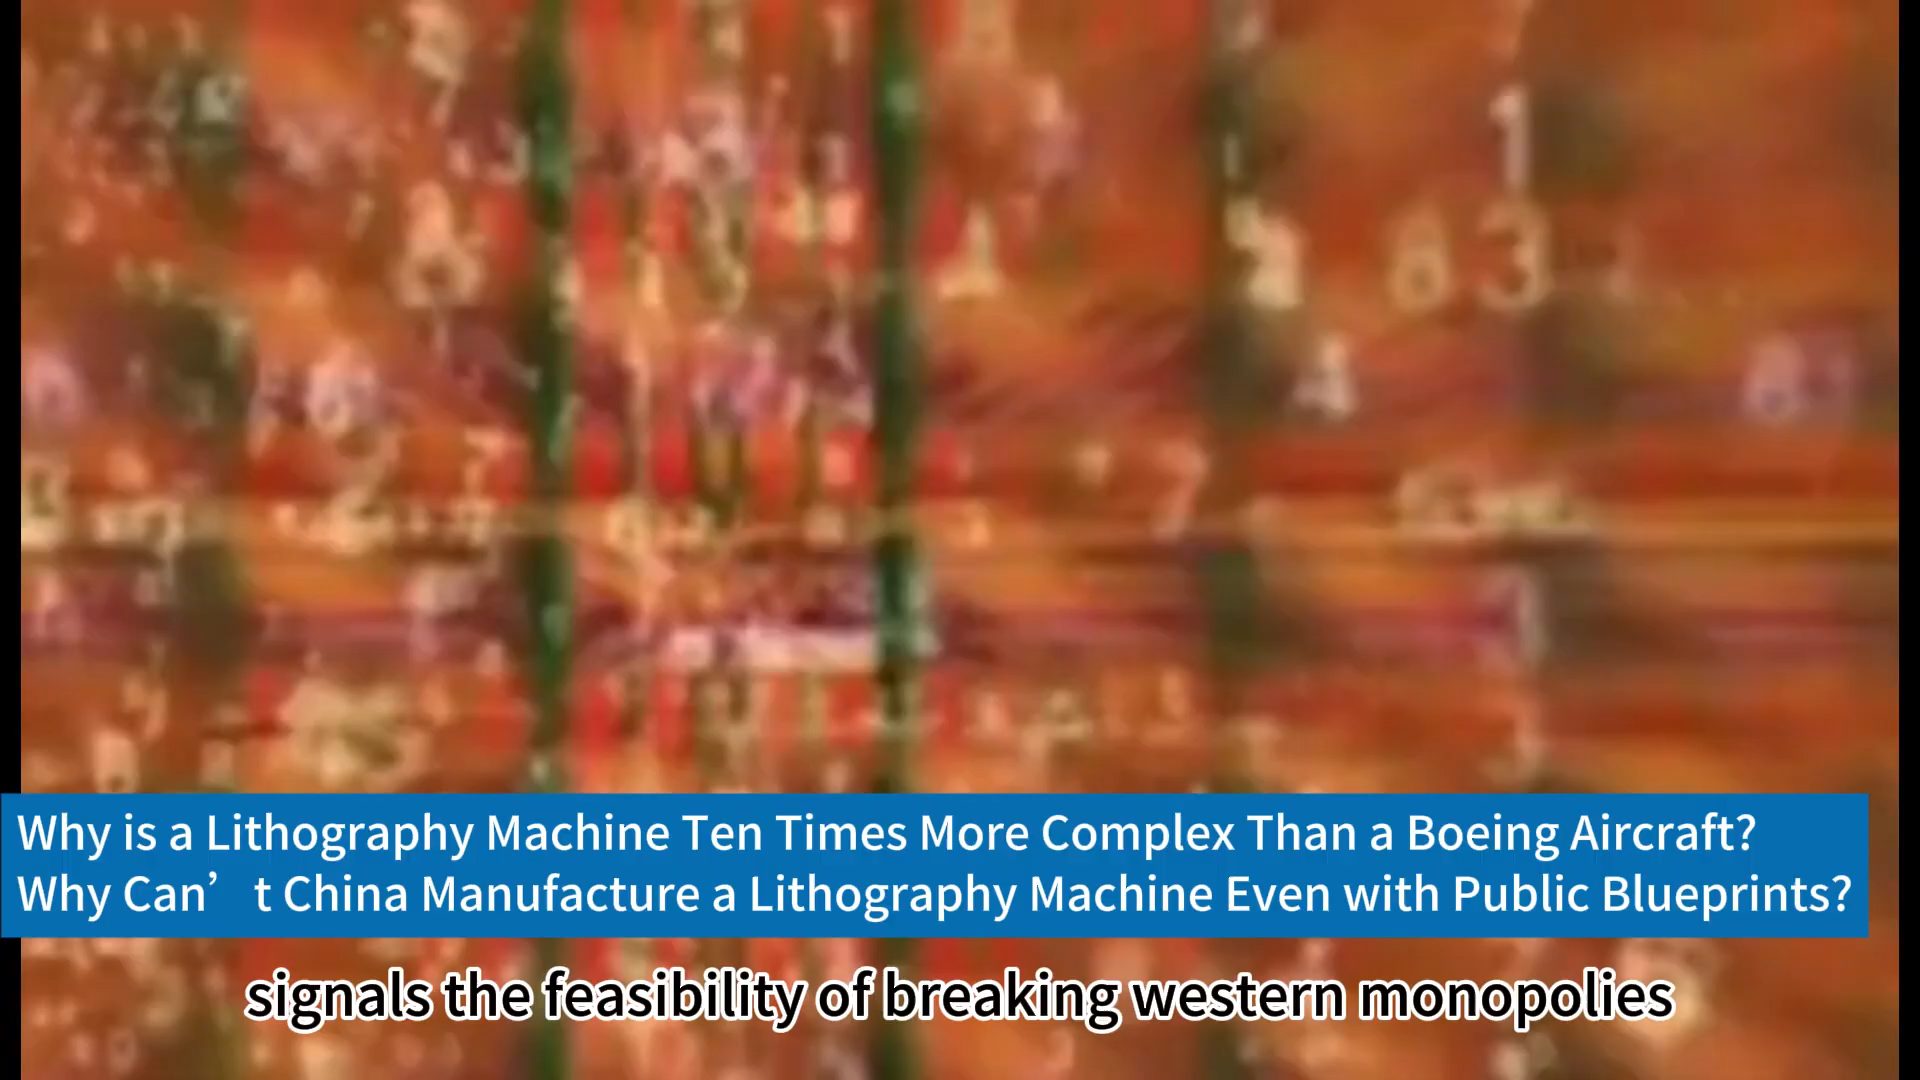 Why is a Lithography Machine Ten Times More Complex Than a Boeing Aircraft?
Why Can’t China Manufacture a Lithography Machine Even with Public Blueprints?
signals the feasibility of breaking western monopolies